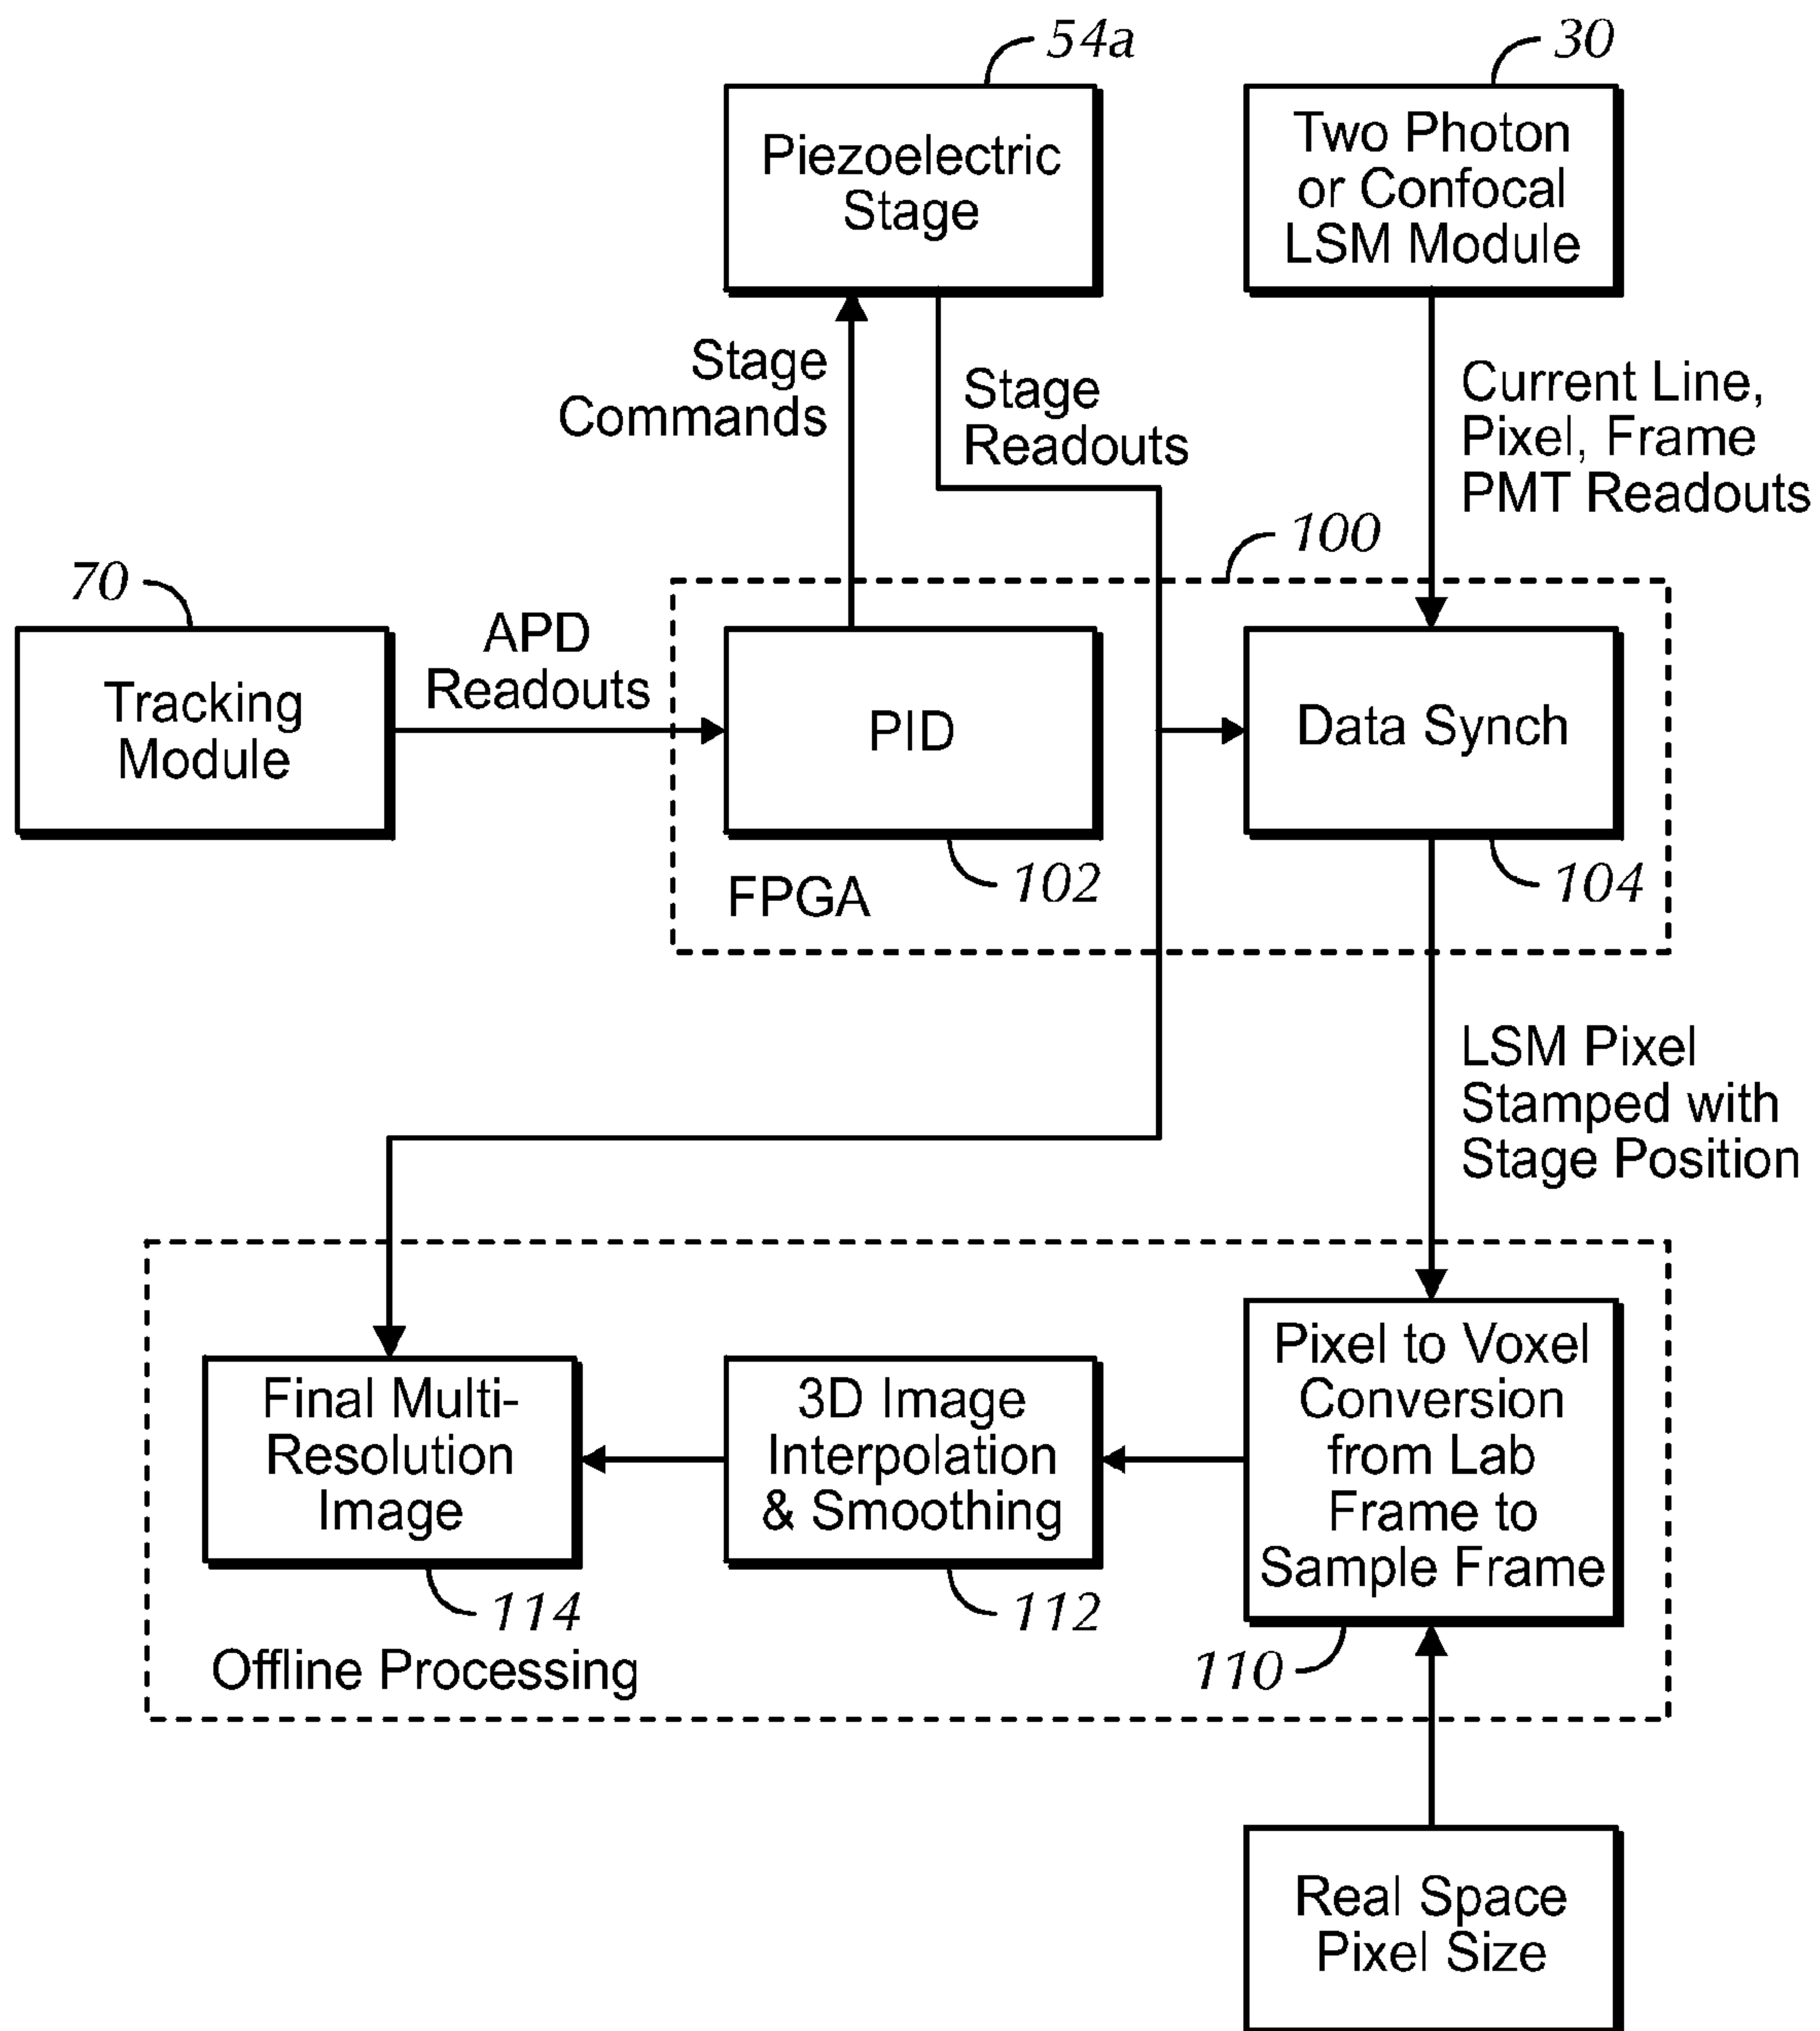 54a
30
Piezoelectric
Stage
Two Photon
or Confocal
LSM Module
Stage
Commands
Stage
Readouts
Current Line,
Pixel, Frame
PMT Readouts
100
70
Tracking
Module
APD
Readouts
PID
Data Synch
102
104
FPGA
LSM Pixel
Stamped with
Stage Position
Final Multi-
Resolution
Image
3D Image
Interpolation
& Smoothing
Pixel to Voxel
Conversion
from Lab
Frame to
Sample Frame
114
112
110
Offline Processing
Real Space
Pixel Size